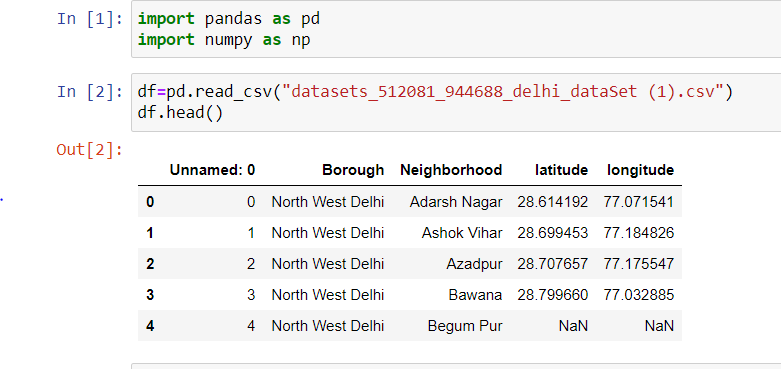 In [1]: import pandas as pd
import numpy as np
In [2]: df=pd.read_csv("datasets_512081_944688_delhi_dataSet (1).csv")
df.head()
Out[2]:
Unnamed: 0 Borough Neighborhood latitude longitude
0 0 North West Delhi Adarsh Nagar 28.614192 77.071541
1 1 North West Delhi Ashok Vihar 28.699453 77.184826
2 2 North West Delhi Azadpur 28.707657 77.175547
3 3 North West Delhi Bawana 28.799660 77.032885
4 4 North West Delhi Begum Pur NaN NaN